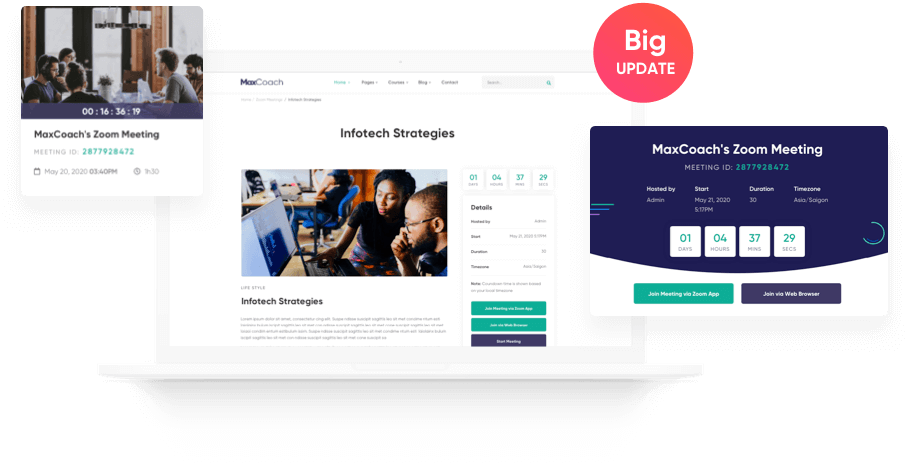 00 : 16 : 36 : 19
MaxCoach's Zoom Meeting
MEETING ID: 2877928472
May 20, 2020 03:40PM
1h30
MaxCoach
Home
Pages
Courses
Blog
Contact
Search...
Home / Zoom Meetings / Infotech Strategies
Infotech Strategies
01 04 37 29
DAYS HOURS MINS SECS
Details
Hosted by Admin
Start May 21, 2020 5:17PM
Duration 30
Timezone Asia/Saigon
Note: Countdown time is shown based
on your local timezone.
Join Meeting via Zoom App
Join via Web Browser
Start Meeting
LIFE STYLE
Infotech Strategies
Big
UPDATE
MaxCoach's Zoom Meeting
MEETING ID: 2877928472
Hosted by Start Duration Timezone
Admin May 21, 2020 30 Asia/Saigon
5:17PM
01 04 37 29
DAYS HOURS MINS SECS
Join Meeting via Zoom App
Join via Web Browser